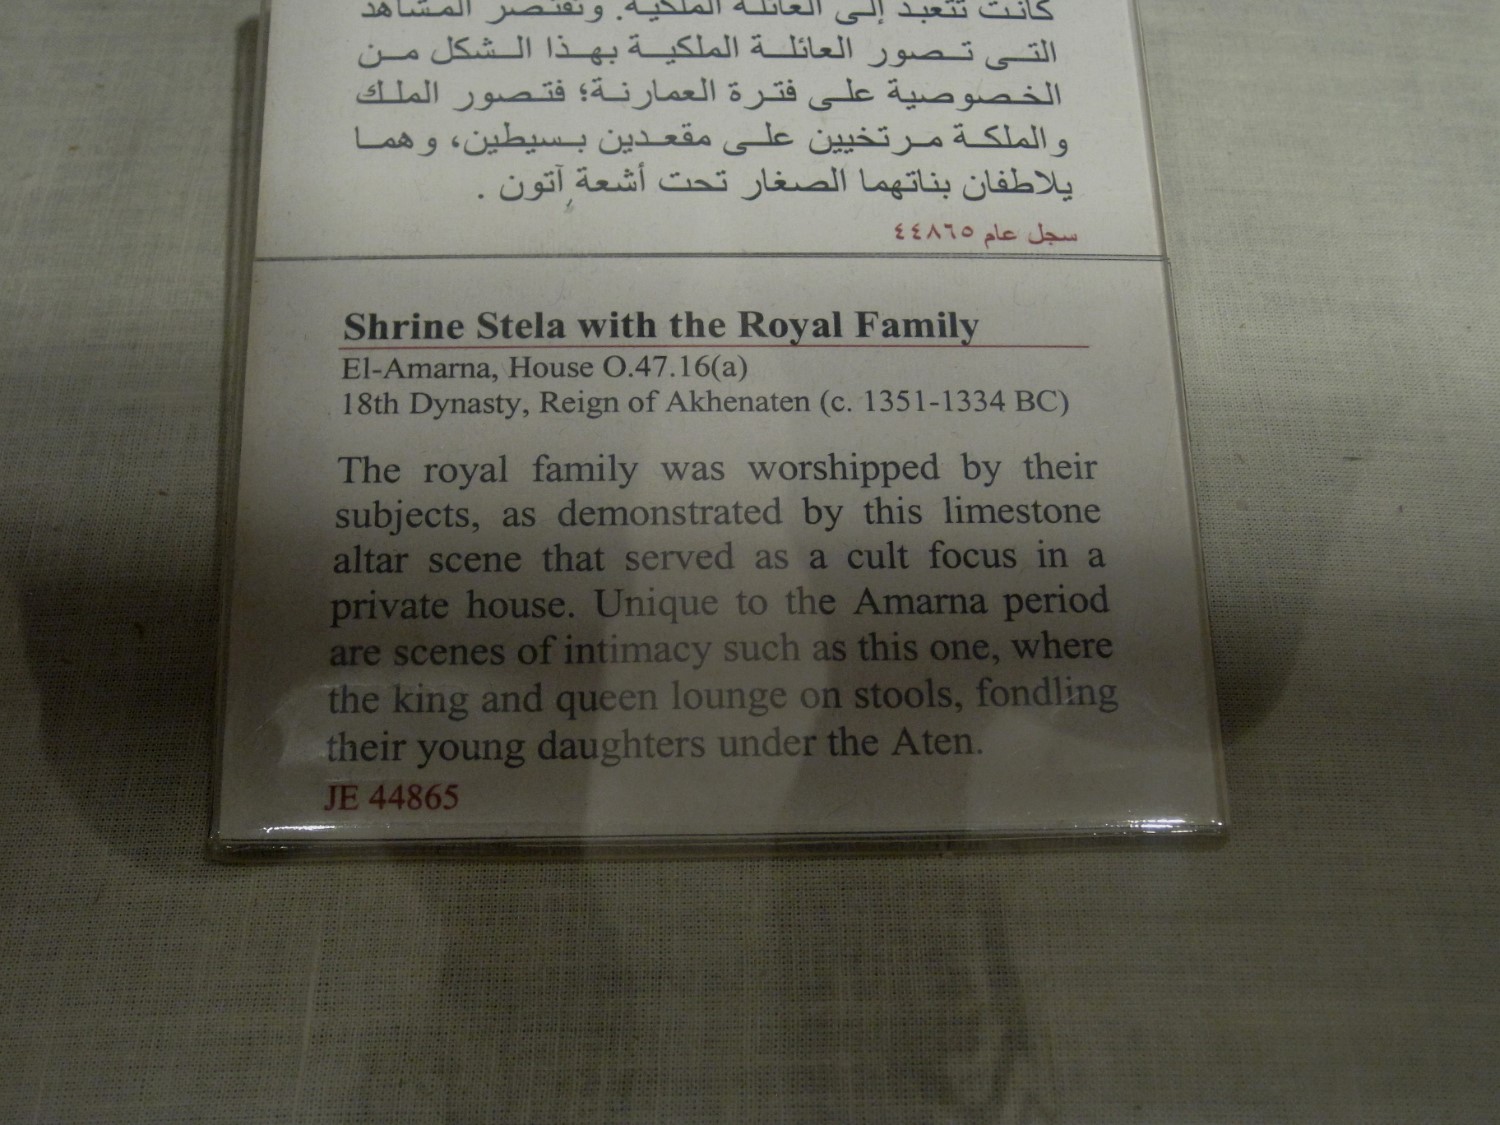 كانت تتعبد إلى العائلة الملكية. وتقتصر المشاهد
التى تصور العائلة الملكية بهذا الشكل من
الخصوصية على فترة العمارنة؛ فتصور الملك
والملكة مرتخيين على مقعدين بسيطين، وهما
يلاطفان بناتهما الصغار تحت أشعة آتون .
سجل عام ٤٤٨٦٥
Shrine Stela with the Royal Family
El-Amarna, House O.47.16(a)
18th Dynasty, Reign of Akhenaten (c. 1351-1334 BC)
The royal family was worshipped by their
subjects, as demonstrated by this limestone
altar scene that served as a cult focus in a
private house. Unique to the Amarna period
are scenes of intimacy such as this one, where
the king and queen lounge on stools, fondling
their young daughters under the Aten.
JE 44865